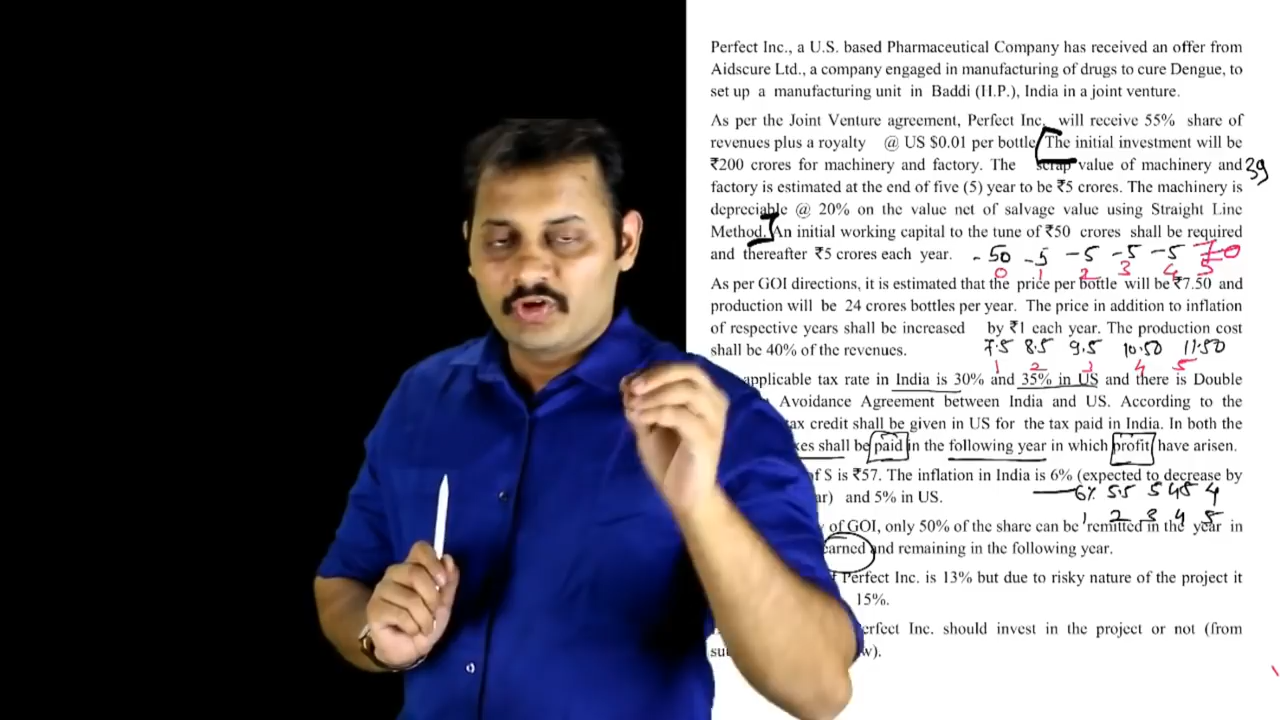 Perfect Inc., a U.S. based Pharmaceutical Company has received an offer from
Aidscure Ltd., a company engaged in manufacturing of drugs to cure Dengue, to
set up a manufacturing unit in Baddi (H.P.), India in a joint venture.
As per the Joint Venture agreement, Perfect Inc. will receive 55% share of
revenues plus a royalty @ US $0.01 per bottle. The initial investment will be
₹200 crores for machinery and factory. The scrap value of machinery and 39
factory is estimated at the end of five (5) year to be ₹5 crores. The machinery is
depreciable @ 20% on the value net of salvage value using Straight Line
Method. An initial working capital to the tune of ₹50 crores shall be required
and thereafter ₹5 crores each year. - 50 - 5 - 5 - 5 - 5 70
0 1 2 3 4 5
As per GOI directions, it is estimated that the price per bottle will be ₹7.50 and
production will be 24 crores bottles per year. The price in addition to inflation
of respective years shall be increased by ₹1 each year. The production cost
shall be 40% of the revenues. 7.5 8.5 9.5 10.50 11.50
1 2 3 4 5
applicable tax rate in India is 30% and 35% in US and there is Double
Avoidance Agreement between India and US. According to the
tax credit shall be given in US for the tax paid in India. In both the
shall be paid in the following year in which profit have arisen.
of $ is ₹57. The inflation in India is 6% (expected to decrease by
and 5% in US. 6% 5.5 5 4.5 4
1 2 3 4 5
of GOI, only 50% of the share can be remitted in the year in
earned and remaining in the following year.
Perfect Inc. is 13% but due to risky nature of the project it
15%.
Perfect Inc. should invest in the project or not (from